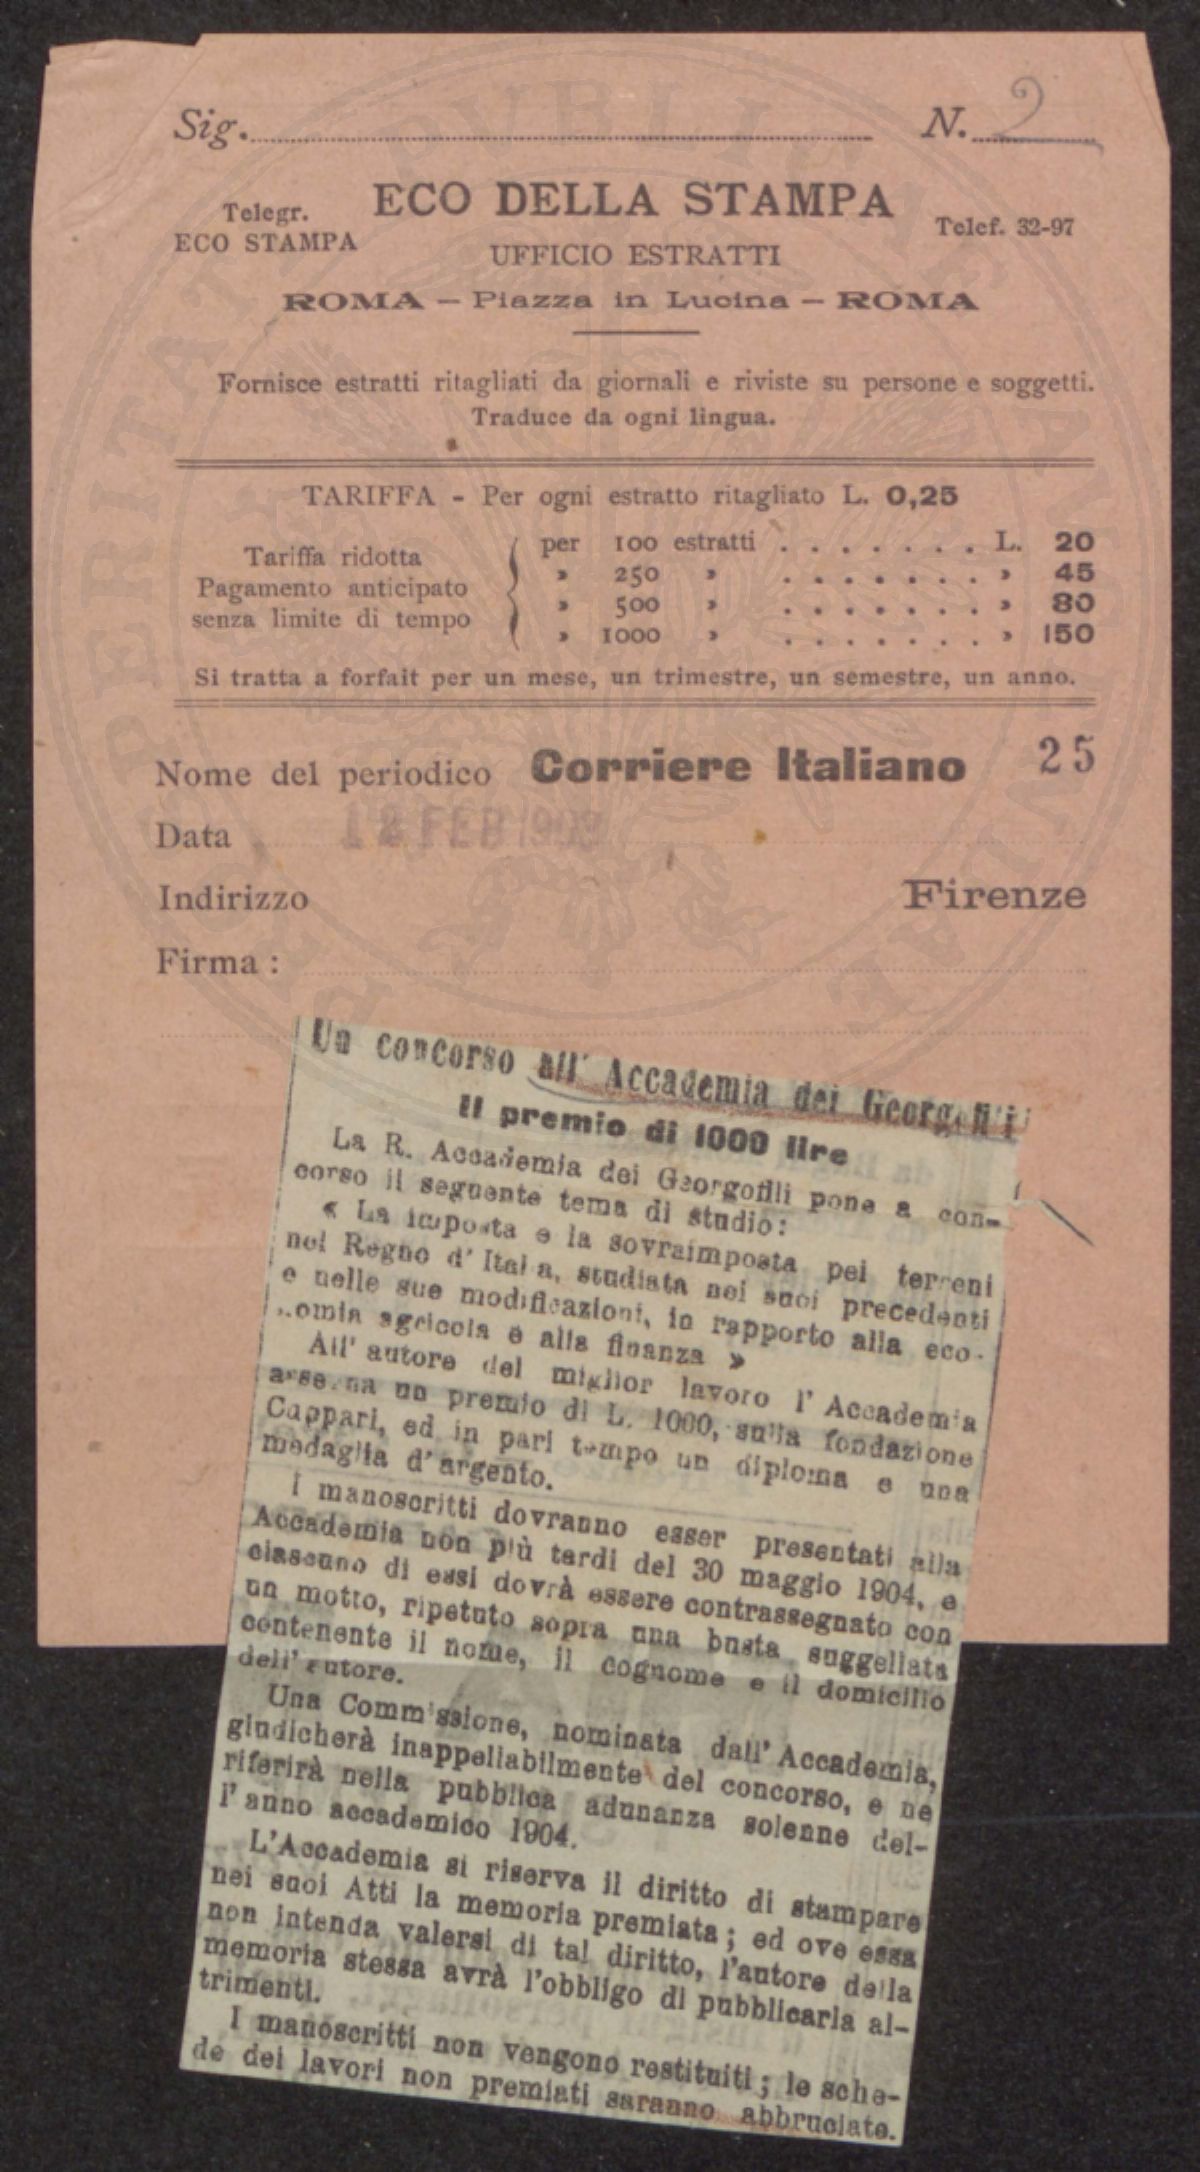 Sig. N. 2
Telegr.
ECO STAMPA
ECO DELLA STAMPA
Telef. 32-97
UFFICIO ESTRATTI
ROMA – Piazza in Lucina – ROMA
Fornisce estratti ritagliati da giornali e riviste su persone e soggetti.
Traduce da ogni lingua.
TARIFFA - Per ogni estratto ritagliato L. 0,25
Tariffa ridotta
Pagamento anticipato
senza limite di tempo
per 100 estratti . . . . . . . L. 20
» 250 » . . . . . . . » 45
» 500 » . . . . . . . » 80
» 1000 » . . . . . . . » 150
Si tratta a forfait per un mese, un trimestre, un semestre, un anno.
Nome del periodico Corriere Italiano 25
Data FEB
Indirizzo Firenze
Firma :
Un concorso all' Accademia dei Georgofili
Il premio di 1000 lire
La R. Accademia dei Georgofili pone a con-
corso il seguente tema di studio:
« La imposta e la sovraimposta pei terreni
nel Regno d' Italia, studiata nei suoi precedenti
e nelle sue modificazioni, in rapporto alla eco-
nomia agricola e alla finanza »
All' autore del miglior lavoro l' Accademia
assegna un premio di L. 1000, sulla fondazione
Cuppari, ed in pari tempo un diploma e una
medaglia d' argento.
I manoscritti dovranno esser presentati alla
Accademia non più tardi del 30 maggio 1904, e
ciascuno di essi dovrà essere contrassegnato con
un motto, ripetuto sopra una busta suggellata
contenente il nome, il cognome e il domicilio
dell' autore.
Una Commissione, nominata dall' Accademia,
giudicherà inappellabilmente del concorso, e ne
riferirà nella pubblica adunanza solenne del-
l' anno accademico 1904.
L'Accademia si riserva il diritto di stampare
nei suoi Atti la memoria premiata ; ed ove essa
non intenda valersi di tal diritto, l'autore della
memoria stessa avrà l'obbligo di pubblicarla al-
trimenti.
I manoscritti non vengono restituiti ; le sche-
de dei lavori non premiati saranno abbruciate.